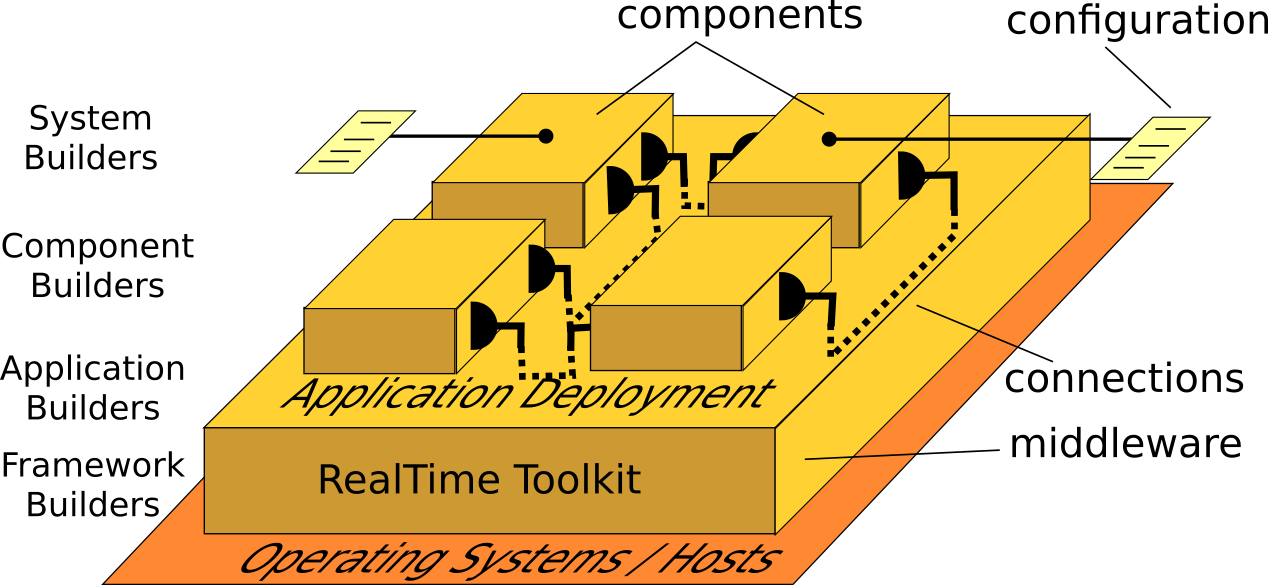 components
configuration
System
Builders
Component
Builders
Application
Builders
Framework
Builders
Application Deployment
connections
middleware
RealTime Toolkit
Operating Systems / Hosts